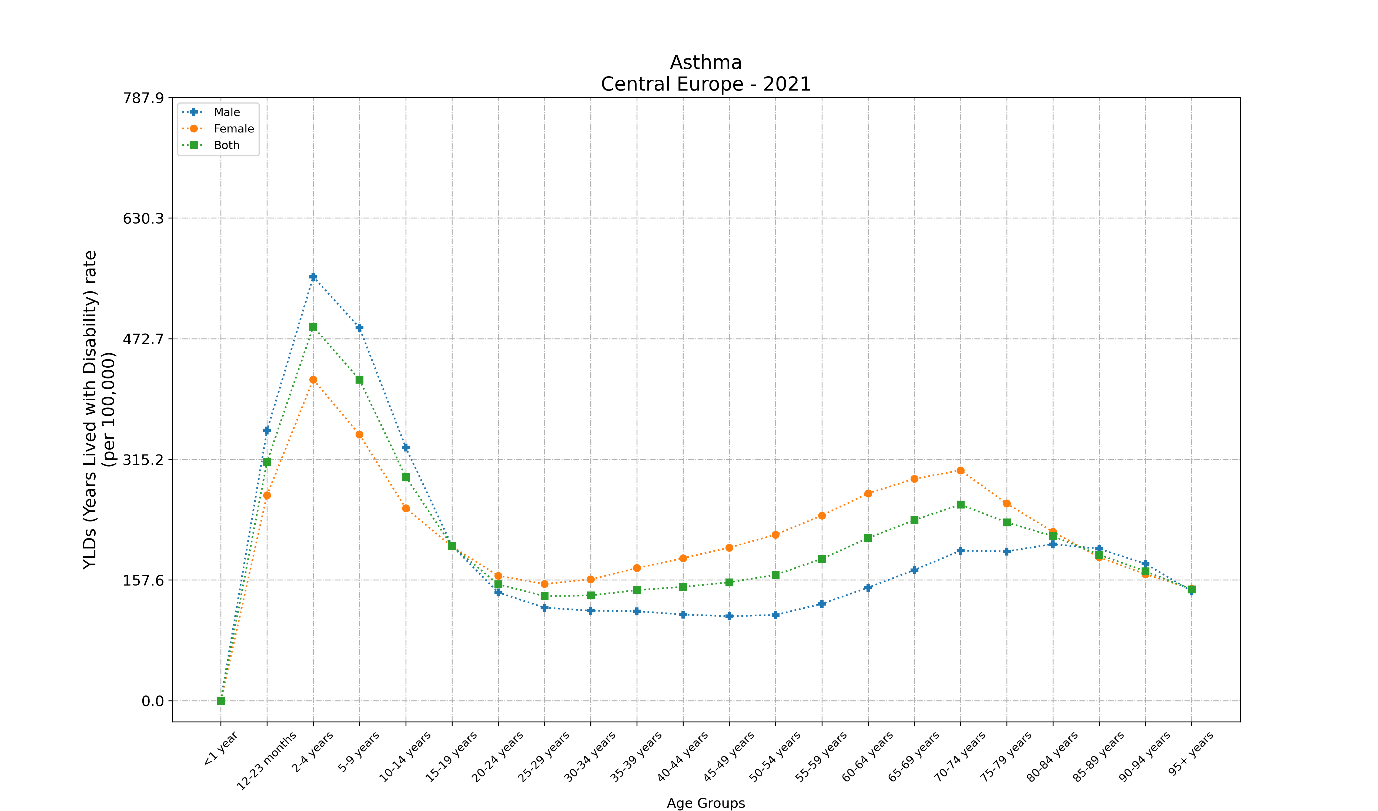 Asthma
Central Europe - 2021
Male
Female
Both
787.9
630.3
472.7
315.2
157.6
0.0
YLDs (Years Lived with Disability) rate
(per 100,000)
<1 year
12-23 months
2-4 years
5-9 years
10-14 years
15-19 years
20-24 years
25-29 years
30-34 years
35-39 years
40-44 years
45-49 years
50-54 years
55-59 years
60-64 years
65-69 years
70-74 years
75-79 years
80-84 years
85-89 years
90-94 years
95+ years
Age Groups